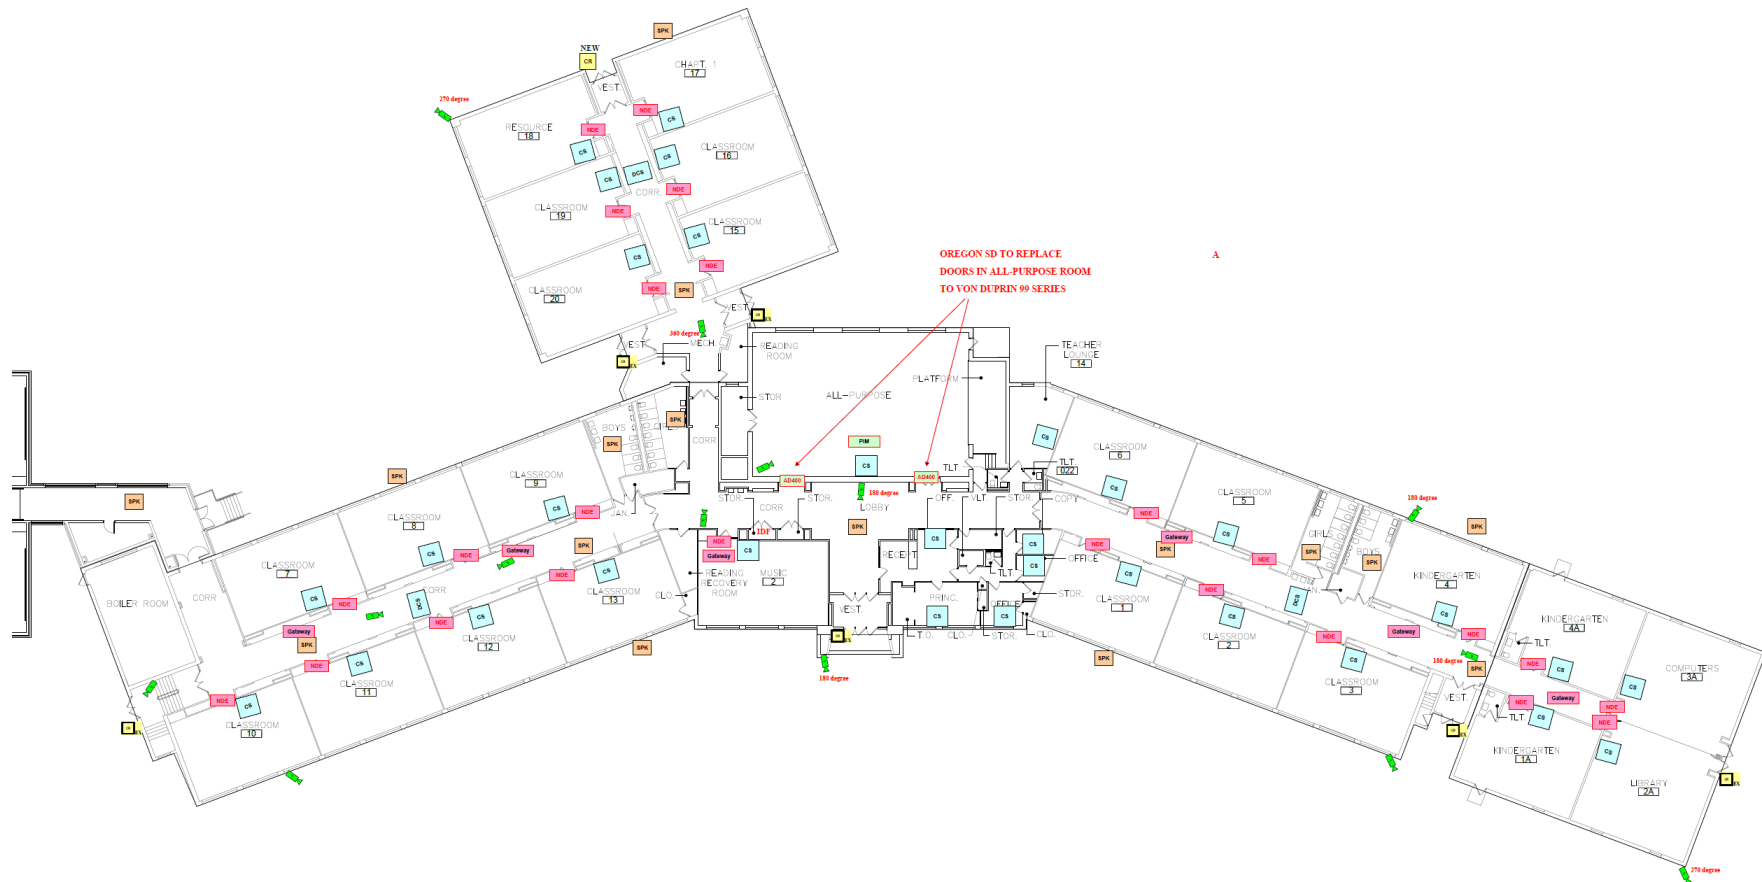 SPK
NEW
CR
CHAPT. 1
17
VEST.
270 degree
NDE
CS
RESOURCE
18
NDE
CS
CLASSROOM
16
CS
CS
DCS
CORR.
NDE
CLASSROOM
19
NDE
CLASSROOM
15
CS
CS
NDE
CLASSROOM
20
NDE
SPK
OREGON SD TO REPLACE
DOORS IN ALL-PURPOSE ROOM
TO VON DUPRIN 99 SERIES
A
VEST.
360 degree
VEST.
MECH.
READING
ROOM
TEACHER
LOUNGE
14
PLATFORM
STOR
ALL-PURPOSE
BOYS
GIRLS
SPK
SPK
CORR
PIM
CS
AD400
AD400
180 degree
LOBBY
TLT.
TLT.
022
CS
CLASSROOM
6
CS
CLASSROOM
5
180 degree
SPK
SPK
CLASSROOM
9
CS
NDE
JAN.
STOR.
CORR
STOR.
OFF.
VLT.
STOR.
COPY
SPK
SPK
CLASSROOM
8
CS
NDE
Gateway
SPK
IDF
NDE
Gateway
CS
RECEPT.
CS
CS
CS
OFFICE
NDE
NDE
Gateway
SPK
CS
NDE
GIRLS
SPK
BOYS
SPK
CLASSROOM
7
CS
NDE
CORR
DCS
NDE
CLASSROOM
13
CS
READING
RECOVERY
ROOM
MUSIC
2
CLO.
TLT.
PRINC.
OFFICE
STOR.
CLASSROOM
1
CS
DCS
JAN.
KINDERGARTEN
4
CS
BOILER ROOM
CORR
Gateway
SPK
NDE
CS
CLASSROOM
12
VEST.
CS
CS
T.O.
CLO.
STOR.
CLO.
CS
CLASSROOM
2
NDE
Gateway
NDE
KINDERGARTEN
4A
TLT.
NDE
CLASSROOM
11
CS
SPK
180 degree
SPK
CS
CLASSROOM
3
180 degree
SPK
NDE
CS
COMPUTERS
3A
CS
NDE
CS
CLASSROOM
10
VEST.
TLT.
NDE
CS
Gateway
NDE
NDE
KINDERGARTEN
1A
CS
LIBRARY
2A
270 degree